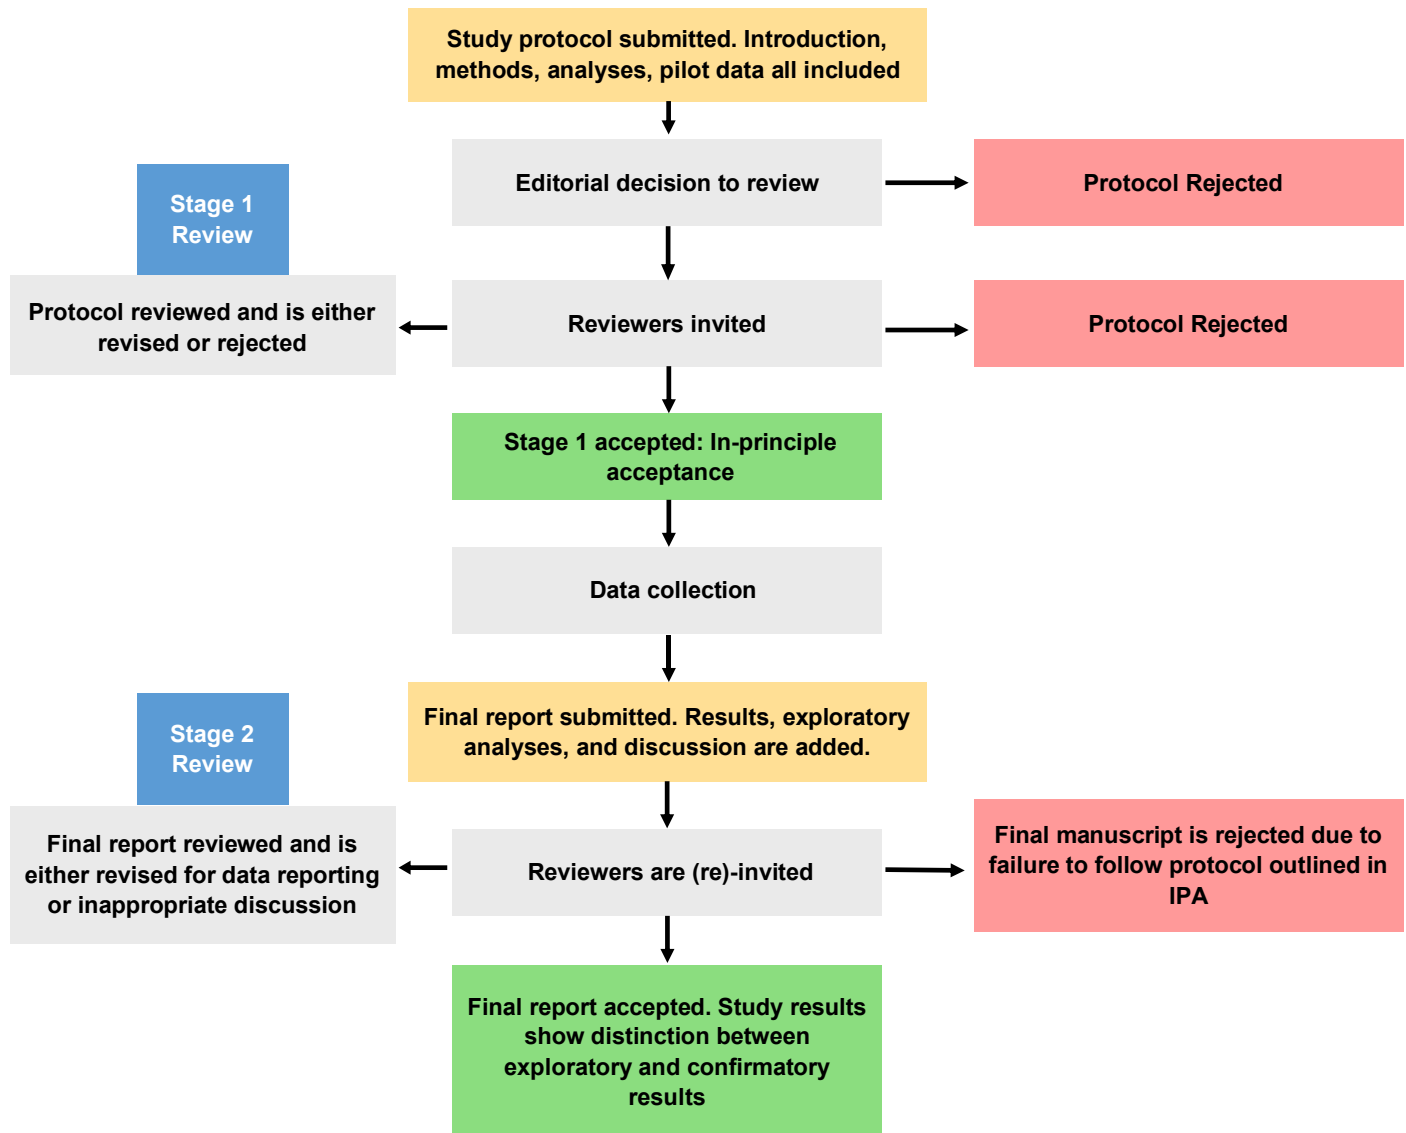 Study protocol submitted. Introduction,
methods, analyses, pilot data all included
Editorial decision to review
Protocol Rejected
Stage 1
Review
Protocol reviewed and is either
revised or rejected
Reviewers invited
Protocol Rejected
Stage 1 accepted: In-principle
acceptance
Data collection
Final report submitted. Results, exploratory
analyses, and discussion are added.
Stage 2
Review
Final report reviewed and is
either revised for data reporting
or inappropriate discussion
Reviewers are (re)-invited
Final manuscript is rejected due to
failure to follow protocol outlined in
IPA
Final report accepted. Study results
show distinction between
exploratory and confirmatory
results